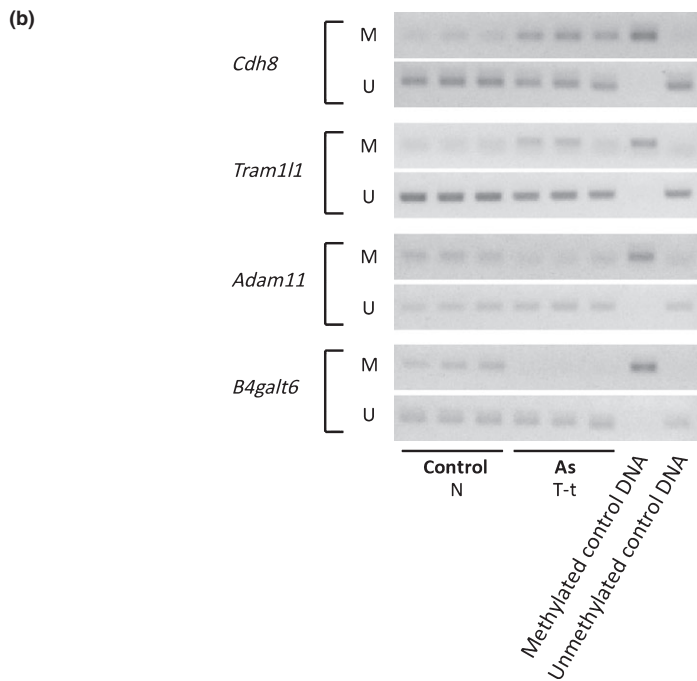 (b)
Cdh8
M
U
Tram1l1
M
U
Adam11
M
U
B4galt6
M
U
Control
N
As
T-t
Methylated control DNA
Unmethylated control DNA